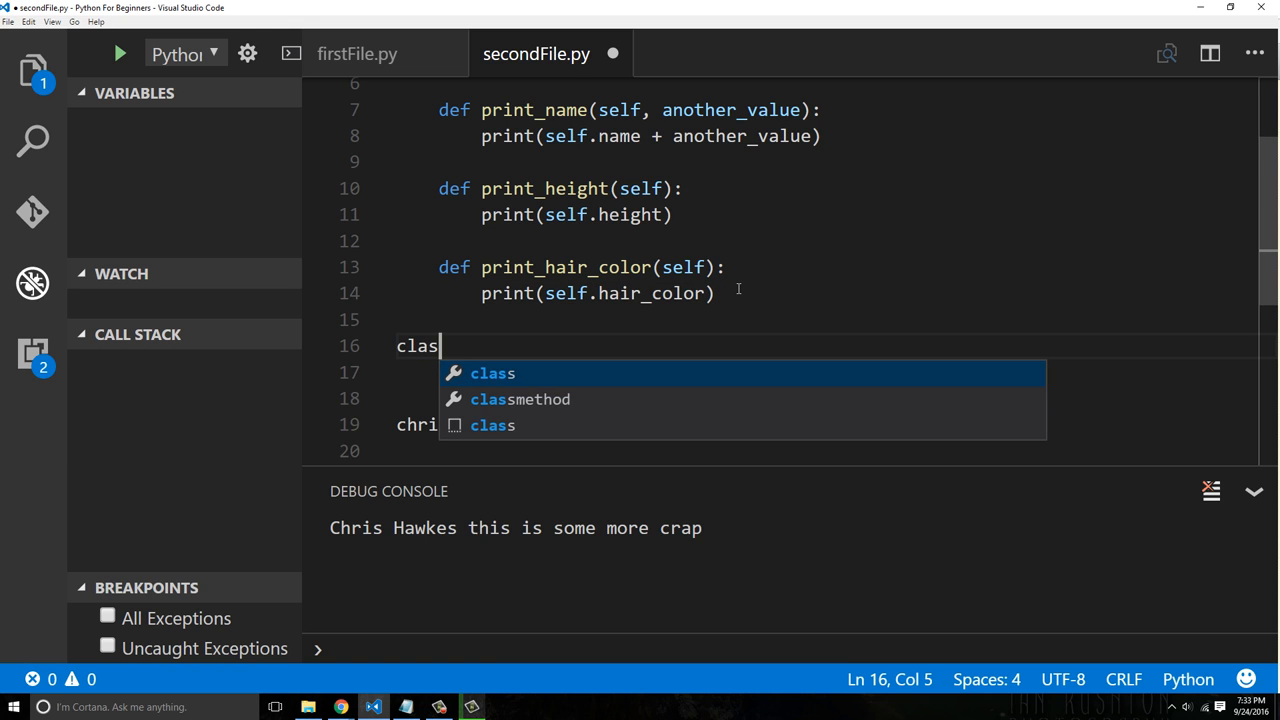 ● secondFile.py - Python For Beginners - Visual Studio Code
File Edit View Go Help
Python firstFile.py secondFile.py
VARIABLES
WATCH
CALL STACK
BREAKPOINTS
All Exceptions
Uncaught Exceptions
1
2
6
7 def print_name(self, another_value):
8 print(self.name + another_value)
9
10 def print_height(self):
11 print(self.height)
12
13 def print_hair_color(self):
14 print(self.hair_color)
15
16 clas
17 class
18 classmethod
19 chri class
20
DEBUG CONSOLE
Chris Hawkes this is some more crap
0 0 Ln 16, Col 5 Spaces: 4 UTF-8 CRLF Python
I'm Cortana. Ask me anything.
7:33 PM
9/24/2016